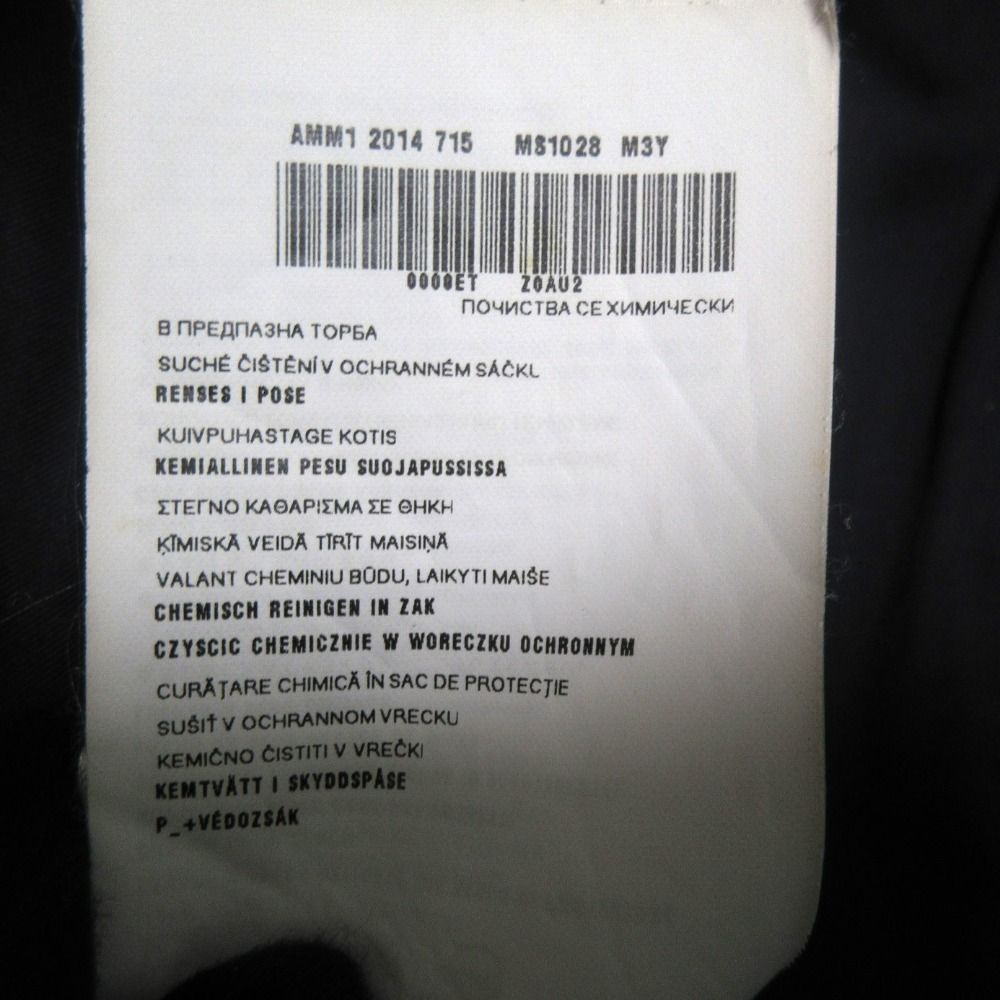 AMM1 2014 715 MS1028 M3Y
0000ET Z0AU2
ПОЧИСТВА СЕ ХИМИЧЕСКИ
В ПРЕДПАЗНА ТОРБА
SUCHÉ ČIŠTĚNÍ V OCHRANNÉM SÁČKU
RENSES I POSE
KUIVPUHASTAGE KOTIS
KEMIALLINEN PESU SUOJAPUSSISSA
ΣΤΕΓΝΟ ΚΑΘΑΡΙΣΜΑ ΣΕ ΘΗΚΗ
ĶĪMISKĀ VEIDĀ TĪRĪT MAISIŅĀ
VALANT CHEMINIU BŪDU, LAIKYTI MAIŠE
CHEMISCH REINIGEN IN ZAK
CZYSCIC CHEMICZNIE W WORECZKU OCHRONNYM
CURĂŢARE CHIMICĂ ÎN SAC DE PROTECŢIE
SUŠIŤ V OCHRANNOM VRECKU
KEMIČNO ČISTITI V VREČKI
KEMTVÄTT I SKYDDSPÅSE
P_+VÉDOZSÁK